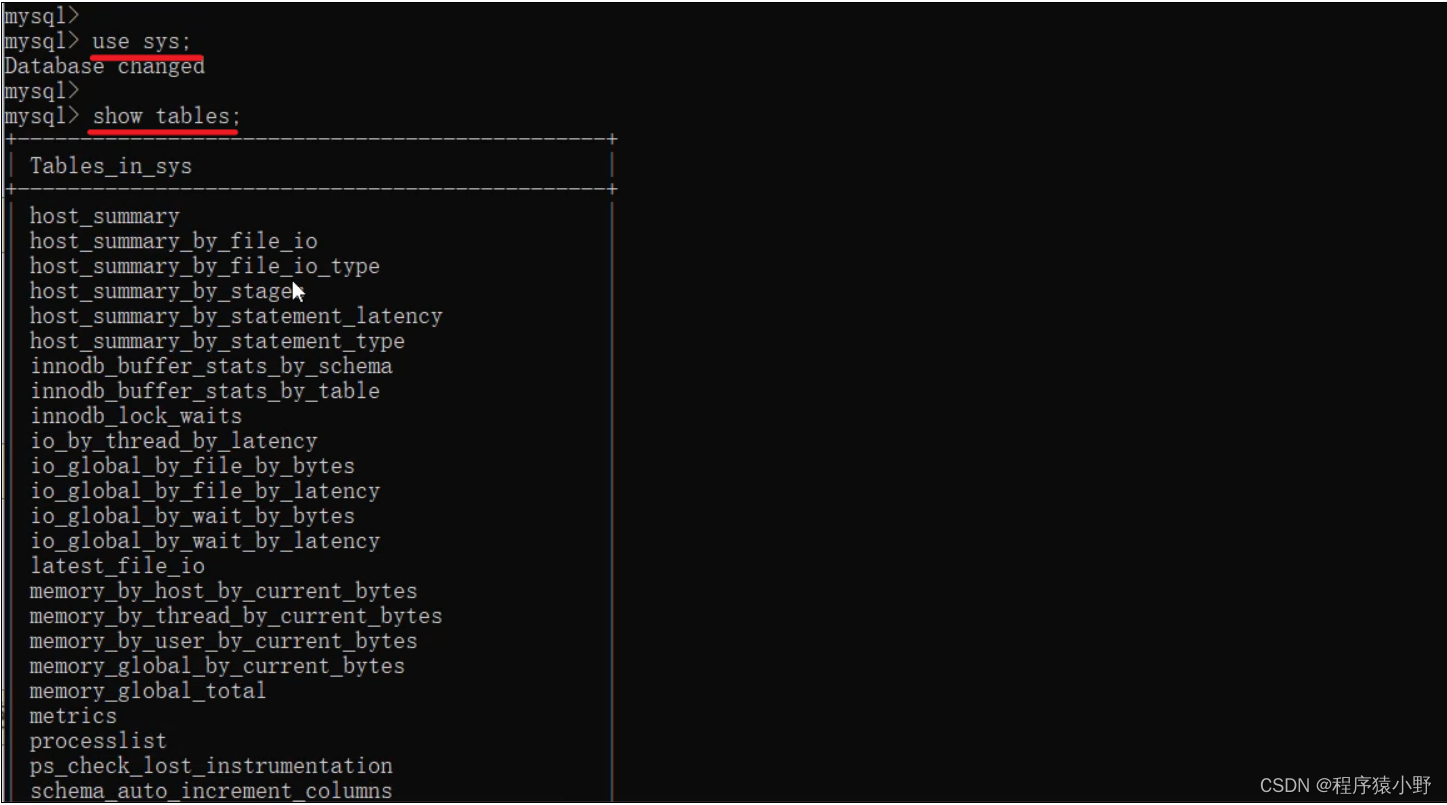 mysql>
mysql> use sys;
Database changed
mysql>
mysql> show tables;
+-----------------------------------------------+
| Tables_in_sys |
+-----------------------------------------------+
| host_summary |
| host_summary_by_file_io |
| host_summary_by_file_io_type |
| host_summary_by_stages |
| host_summary_by_statement_latency |
| host_summary_by_statement_type |
| innodb_buffer_stats_by_schema |
| innodb_buffer_stats_by_table |
| innodb_lock_waits |
| io_by_thread_by_latency |
| io_global_by_file_by_bytes |
| io_global_by_file_by_latency |
| io_global_by_wait_by_bytes |
| io_global_by_wait_by_latency |
| latest_file_io |
| memory_by_host_by_current_bytes |
| memory_by_thread_by_current_bytes |
| memory_by_user_by_current_bytes |
| memory_global_by_current_bytes |
| memory_global_total |
| metrics |
| processlist |
| ps_check_lost_instrumentation |
| schema_auto_increment_columns |
CSDN @程序猿小野